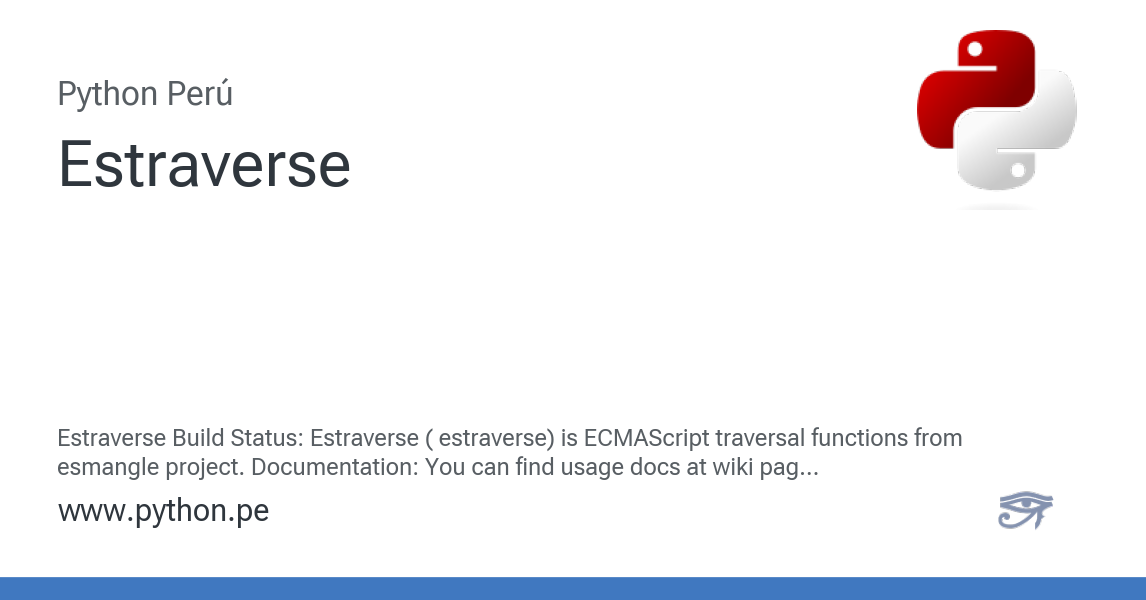 Python Perú
Estraverse
Estraverse Build Status: Estraverse ( estraverse) is ECMAScript traversal functions from
esmangle project. Documentation: You can find usage docs at wiki pag...
www.python.pe